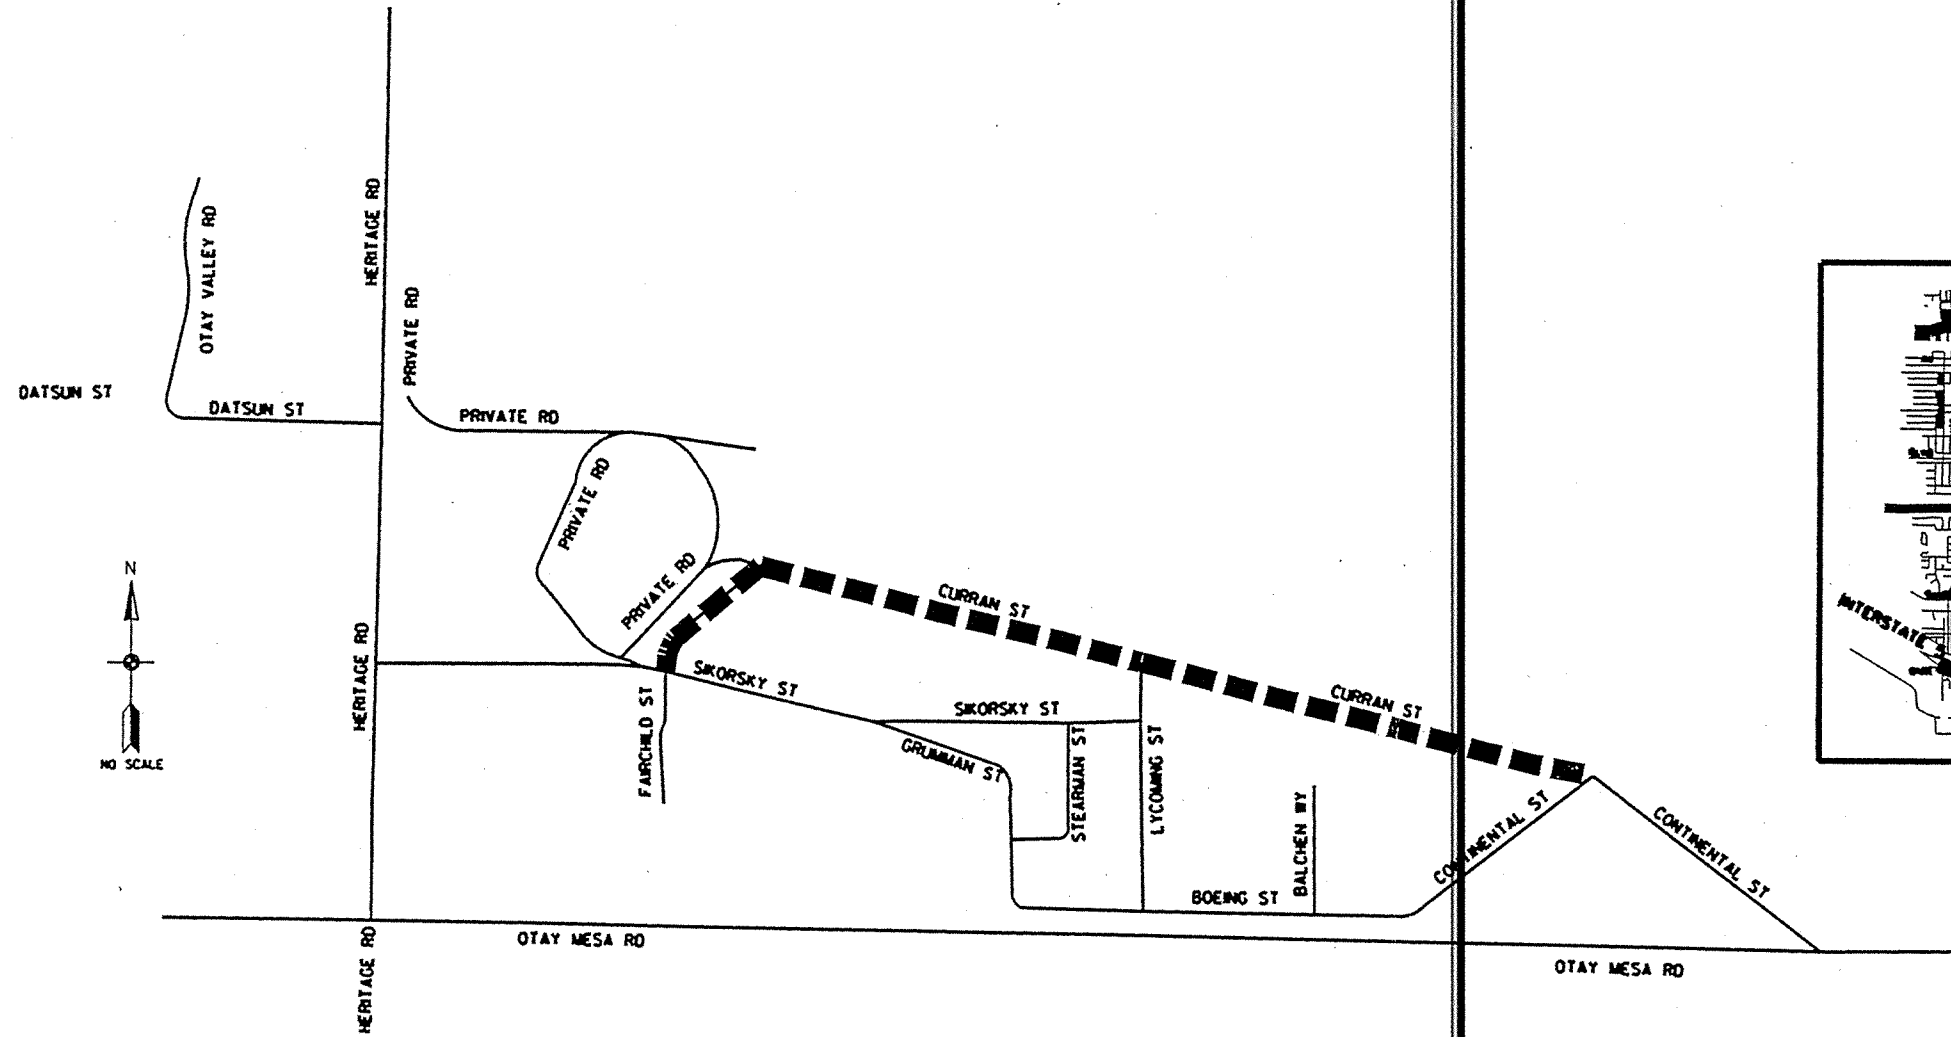 HERITAGE RD
OTAY VALLEY RD
PRIVATE RD
DATSUN ST
DATSUN ST
PRIVATE RD
PRIVATE RD
PRIVATE RD
N
NO SCALE
CURRAN ST
CURRAN ST
INTERSTATE
HERITAGE RD
SIKORSKY ST
SIKORSKY ST
FAIRCHILD ST
GRUMMAN ST
STEARMAN ST
LYCOMING ST
BALCHEN WY
CONTINENTAL ST
CONTINENTAL ST
BOEING ST
OTAY MESA RD
OTAY MESA RD
HERITAGE RD